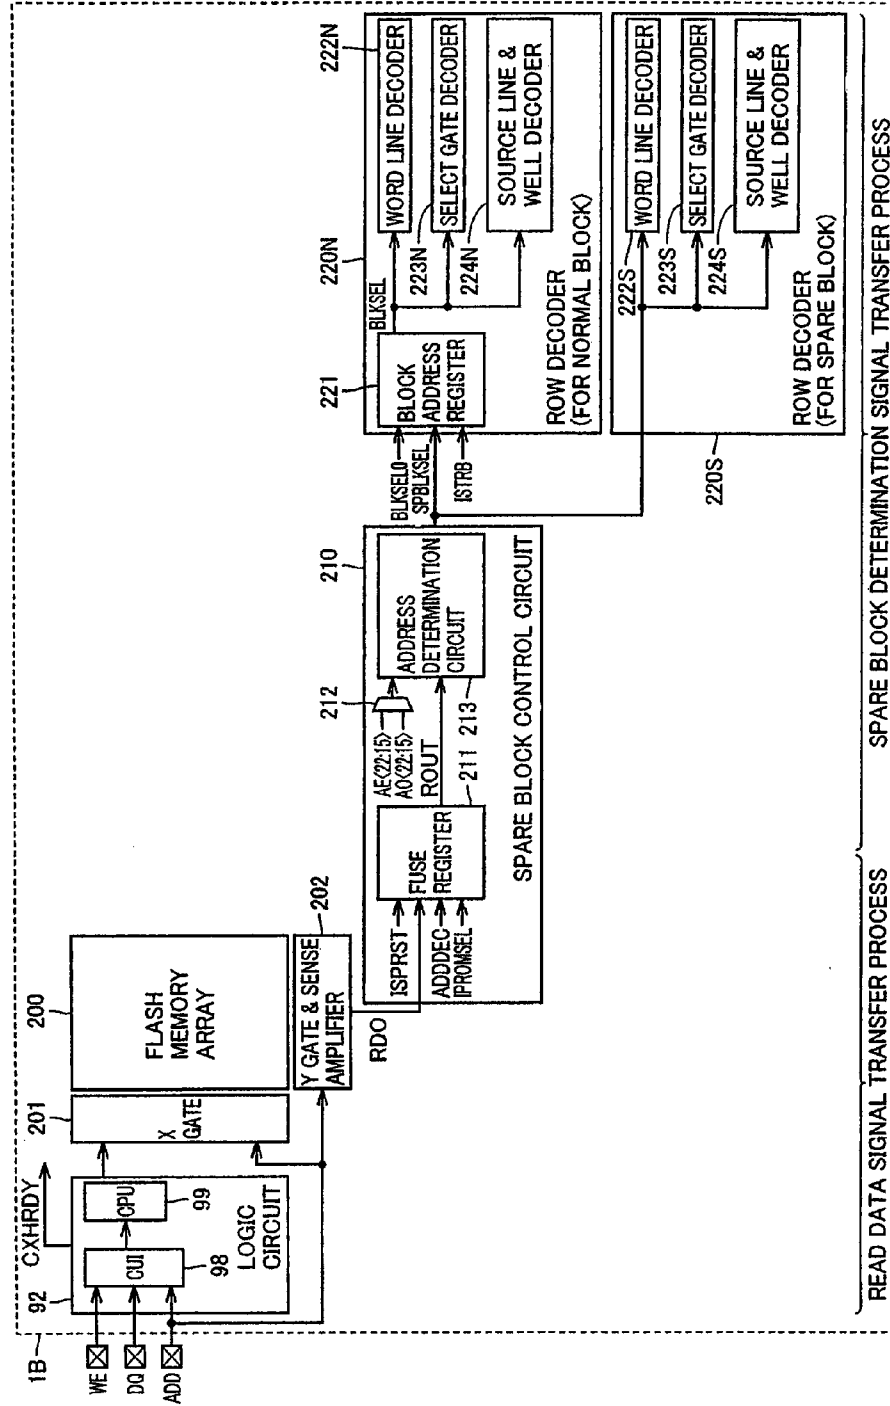 1B
WE
DQ
ADD
92
CXHRDY
CUI
98
CPU
99
LOGIC
CIRCUIT
201
X
GATE
200
FLASH
MEMORY
ARRAY
Y GATE & SENSE
AMPLIFIER
202
RDO
ISPRST
ADDDEC
IPROMSEL
FUSE
REGISTER
211
ROUT
AE<22:15>
AO<22:15>
212
ADDRESS
DETERMINATION
CIRCUIT
213
210
SPARE BLOCK CONTROL CIRCUIT
BLKSEL0
SPBLKSEL
ISTRB
221
BLOCK
ADDRESS
REGISTER
BLKSEL
220N
222N
WORD LINE DECODER
223N
SELECT GATE DECODER
224N
SOURCE LINE &
WELL DECODER
ROW DECODER
(FOR NORMAL BLOCK)
222S
WORD LINE DECODER
223S
SELECT GATE DECODER
224S
SOURCE LINE &
WELL DECODER
ROW DECODER
(FOR SPARE BLOCK)
220S
READ DATA SIGNAL TRANSFER PROCESS
SPARE BLOCK DETERMINATION SIGNAL TRANSFER PROCESS